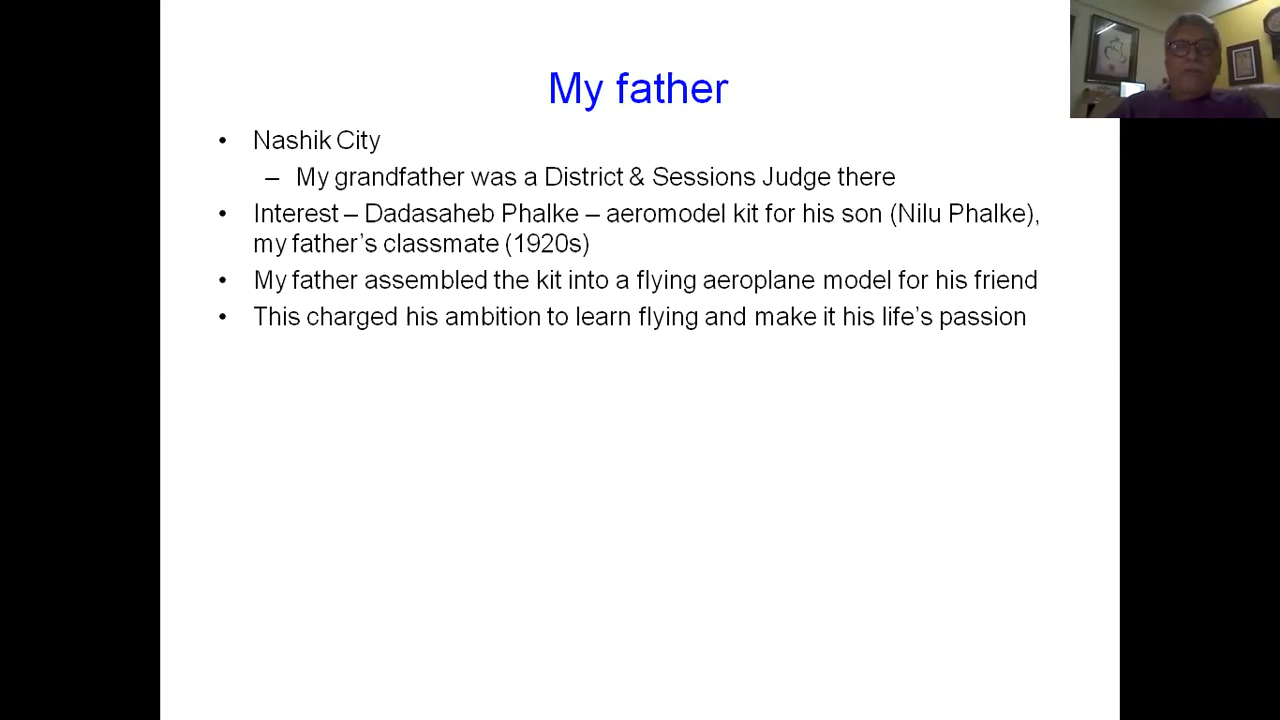 My father
• Nashik City
– My grandfather was a District & Sessions Judge there
• Interest – Dadasaheb Phalke – aeromodel kit for his son (Nilu Phalke),
my father’s classmate (1920s)
• My father assembled the kit into a flying aeroplane model for his friend
• This charged his ambition to learn flying and make it his life’s passion